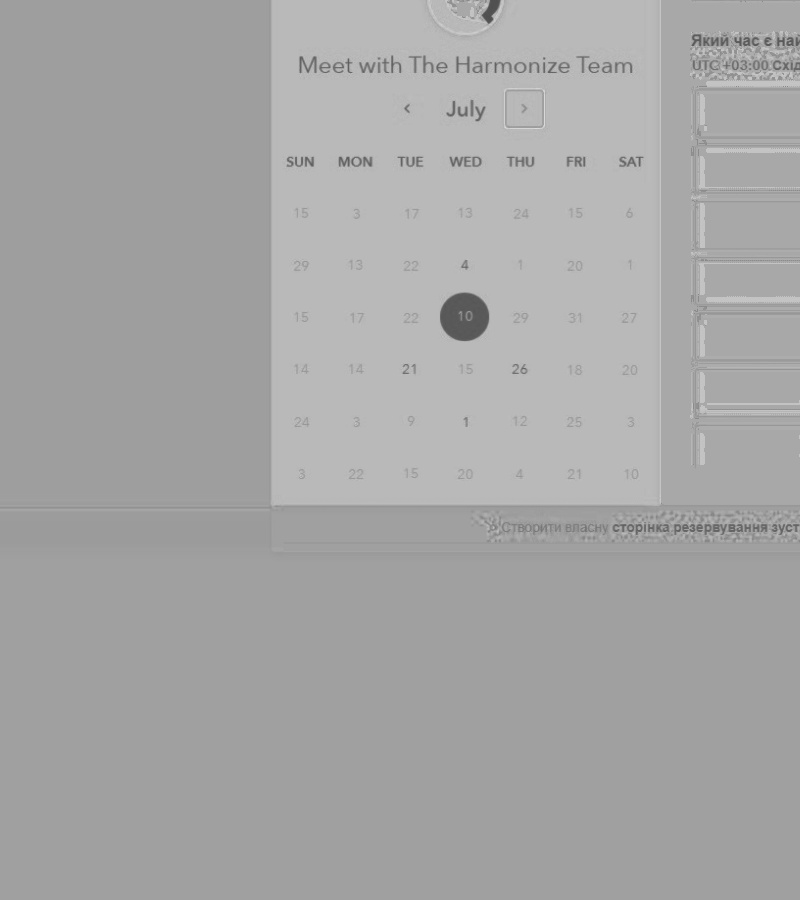 Meet with The Harmonize Team
‹ July ›
SUN MON TUE WED THU FRI SAT
15 3 17 13 24 15 6
29 13 22 4 1 20 1
15 17 22 10 29 31 27
14 14 21 15 26 18 20
24 3 9 1 12 25 3
3 22 15 20 4 21 10
Який час є най
UTC +03:00 Схід
Створити власну сторінка резервування зуст